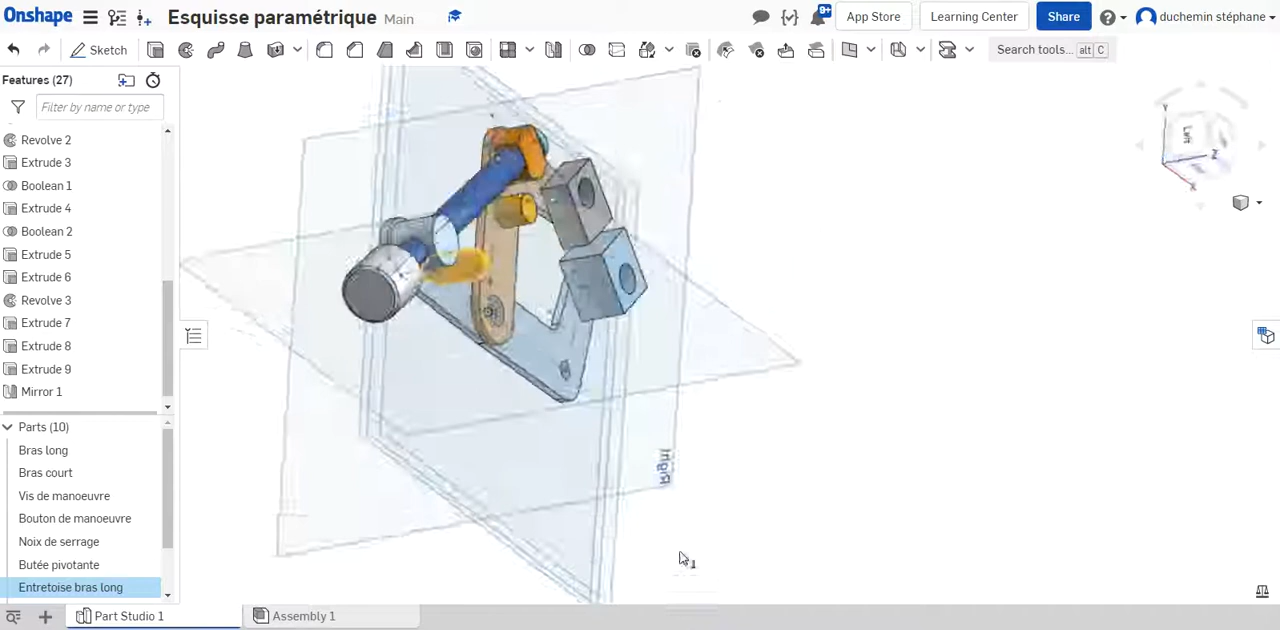 Onshape
Esquisse paramétrique Main
9+
App Store
Learning Center
Share
duchemin stéphane
Sketch
Search tools... alt C
Features (27)
Filter by name or type
Revolve 2
Extrude 3
Boolean 1
Extrude 4
Boolean 2
Extrude 5
Extrude 6
Revolve 3
Extrude 7
Extrude 8
Extrude 9
Mirror 1
Parts (10)
Bras long
Bras court
Vis de manoeuvre
Bouton de manoeuvre
Noix de serrage
Butée pivotante
Entretoise bras long
Right
Y
Left
Z
X
1
Part Studio 1
Assembly 1